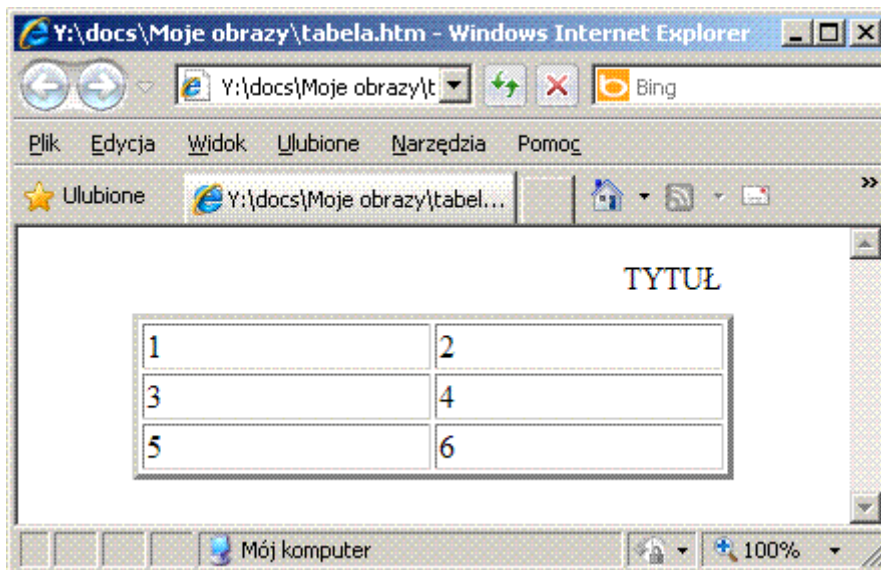 Y:\docs\Moje obrazy\tabela.htm - Windows Internet Explorer
Y:\docs\Moje obrazy\t Bing
Plik Edycja Widok Ulubione Narzędzia Pomoc
Ulubione Y:\docs\Moje obrazy\tabel... »
TYTUŁ
1 2
3 4
5 6
Mój komputer 100%